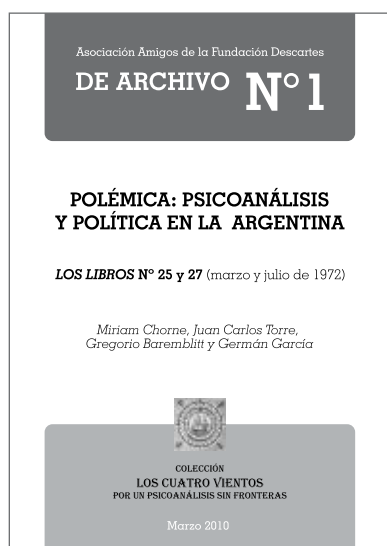 Asociación Amigos de la Fundación Descartes
DE ARCHIVO Nº 1
POLÉMICA: PSICOANÁLISIS
Y POLÍTICA EN LA ARGENTINA
LOS LIBROS Nº 25 y 27 (marzo y julio de 1972)
Miriam Chorne, Juan Carlos Torre,
Gregorio Baremblitt y Germán García
COLECCIÓN
LOS CUATRO VIENTOS
POR UN PSICOANÁLISIS SIN FRONTERAS
Marzo 2010